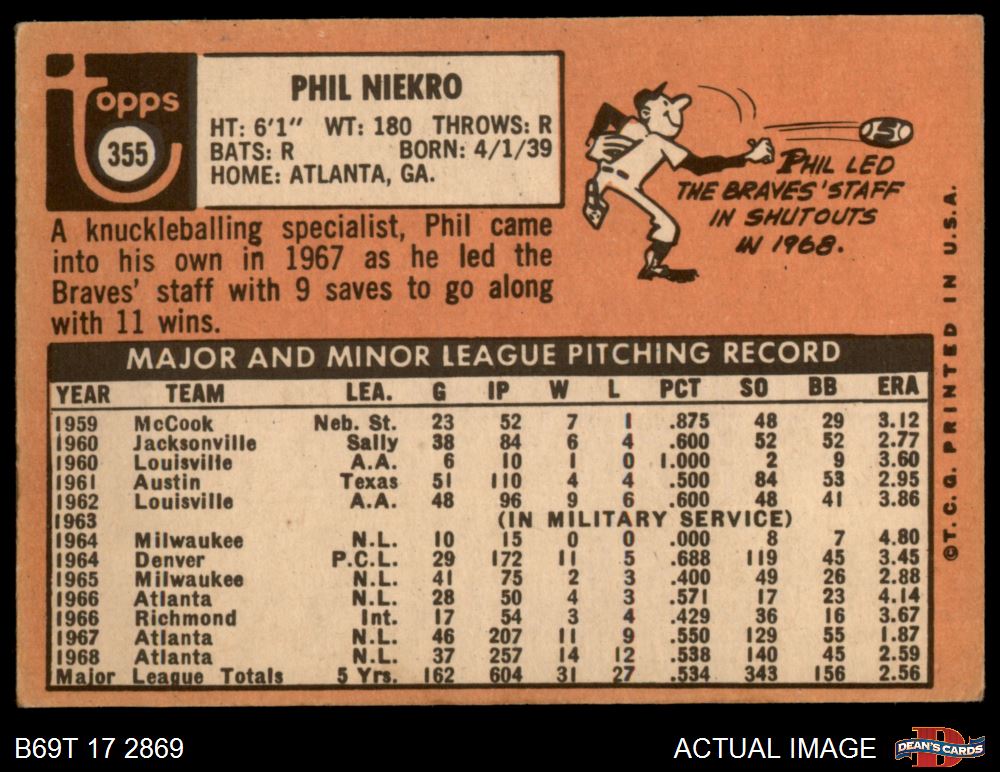 topps
355
PHIL NIEKRO
HT: 6'1" WT: 180 THROWS: R
BATS: R BORN: 4/1/39
HOME: ATLANTA, GA.
A knuckleballing specialist, Phil came
into his own in 1967 as he led the
Braves' staff with 9 saves to go along
with 11 wins.
PHIL LED
THE BRAVES' STAFF
IN SHUTOUTS
IN 1968.
©T.C.G. PRINTED IN U.S.A.
MAJOR AND MINOR LEAGUE PITCHING RECORD
YEAR TEAM LEA. G IP W L PCT SO BB ERA
1959 McCook Neb. St. 23 52 7 1 .875 48 29 3.12
1960 Jacksonville Sally 38 84 6 4 .600 52 52 2.77
1960 Louisville A.A. 6 10 1 0 1.000 2 9 3.60
1961 Austin Texas 51 110 4 4 .500 84 53 2.95
1962 Louisville A.A. 48 96 9 6 .600 48 41 3.86
1963 (IN MILITARY SERVICE)
1964 Milwaukee N.L. 10 15 0 0 .000 8 7 4.80
1964 Denver P.C.L. 29 172 11 5 .688 119 45 3.45
1965 Milwaukee N.L. 41 75 2 3 .400 49 26 2.88
1966 Atlanta N.L. 28 50 4 3 .571 17 23 4.14
1966 Richmond Int. 17 54 3 4 .429 36 16 3.67
1967 Atlanta N.L. 46 207 11 9 .550 129 55 1.87
1968 Atlanta N.L. 37 257 14 12 .538 140 45 2.59
Major League Totals 5 Yrs. 162 604 31 27 .534 343 156 2.56
B69T 17 2869
ACTUAL IMAGE
DEAN'S CARDS